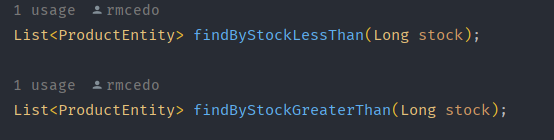 1 usage rmcedo
List<ProductEntity> findByStockLessThan(Long stock);
1 usage rmcedo
List<ProductEntity> findByStockGreaterThan(Long stock);